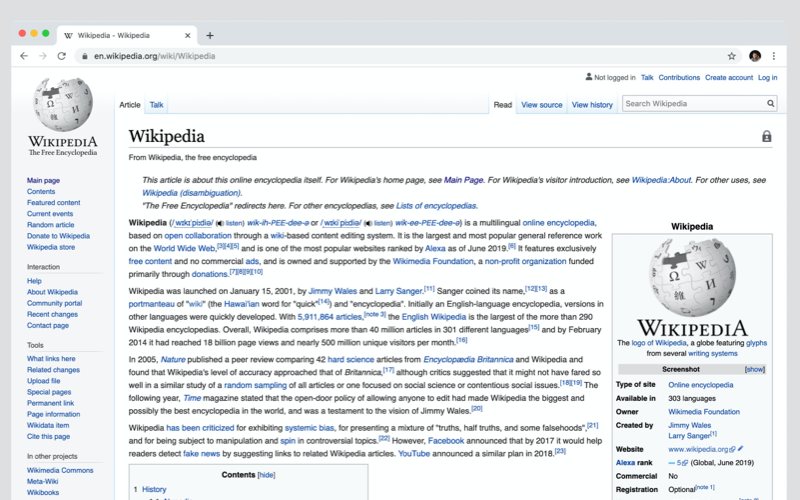 Wikipedia - Wikipedia
en.wikipedia.org/wiki/Wikipedia
Not logged in Talk Contributions Create account Log in
Article Talk
Read View source View history Search Wikipedia
WIKIPEDIA
The Free Encyclopedia
Main page
Contents
Featured content
Current events
Random article
Donate to Wikipedia
Wikipedia store
Interaction
Help
About Wikipedia
Community portal
Recent changes
Contact page
Tools
What links here
Related changes
Upload file
Special pages
Permanent link
Page information
Wikidata item
Cite this page
In other projects
Wikimedia Commons
Meta-Wiki
Wikibooks
Wikipedia
From Wikipedia, the free encyclopedia
This article is about this online encyclopedia itself. For Wikipedia's home page, see Main Page. For Wikipedia's visitor introduction, see Wikipedia:About. For other uses, see
Wikipedia (disambiguation).
"The Free Encyclopedia" redirects here. For other encyclopedias, see Lists of encyclopedias.
Wikipedia (/ˌwɪkɪˈpiːdiə/ (listen) wik-ih-PEE-dee-ə or /ˌwɪkiˈpiːdiə/ (listen) wik-ee-PEE-dee-ə) is a multilingual online encyclopedia,
based on open collaboration through a wiki-based content editing system. It is the largest and most popular general reference work
on the World Wide Web,[3][4][5] and is one of the most popular websites ranked by Alexa as of June 2019.[6] It features exclusively
free content and no commercial ads, and is owned and supported by the Wikimedia Foundation, a non-profit organization funded
primarily through donations.[7][8][9][10]
Wikipedia was launched on January 15, 2001, by Jimmy Wales and Larry Sanger.[11] Sanger coined its name,[12][13] as a
portmanteau of "wiki" (the Hawai'ian word for "quick"[14]) and "encyclopedia". Initially an English-language encyclopedia, versions in
other languages were quickly developed. With 5,911,864 articles,[note 3] the English Wikipedia is the largest of the more than 290
Wikipedia encyclopedias. Overall, Wikipedia comprises more than 40 million articles in 301 different languages[15] and by February
2014 it had reached 18 billion page views and nearly 500 million unique visitors per month.[16]
In 2005, Nature published a peer review comparing 42 hard science articles from Encyclopædia Britannica and Wikipedia and
found that Wikipedia's level of accuracy approached that of Britannica,[17] although critics suggested that it might not have fared so
well in a similar study of a random sampling of all articles or one focused on social science or contentious social issues.[18][19] The
following year, Time magazine stated that the open-door policy of allowing anyone to edit had made Wikipedia the biggest and
possibly the best encyclopedia in the world, and was a testament to the vision of Jimmy Wales.[20]
Wikipedia has been criticized for exhibiting systemic bias, for presenting a mixture of "truths, half truths, and some falsehoods",[21]
and for being subject to manipulation and spin in controversial topics.[22] However, Facebook announced that by 2017 it would help
readers detect fake news by suggesting links to related Wikipedia articles. YouTube announced a similar plan in 2018.[23]
Contents [hide]
1 History
Wikipedia
WIKIPEDIA
The Free Encyclopedia
The logo of Wikipedia, a globe featuring glyphs
from several writing systems
Screenshot [show]
Type of site Online encyclopedia
Available in 303 languages
Owner Wikimedia Foundation
Created by Jimmy Wales
Larry Sanger[1]
Website www.wikipedia.org
Alexa rank — 5 (Global, June 2019)
Commercial No
Registration Optional[note 1]